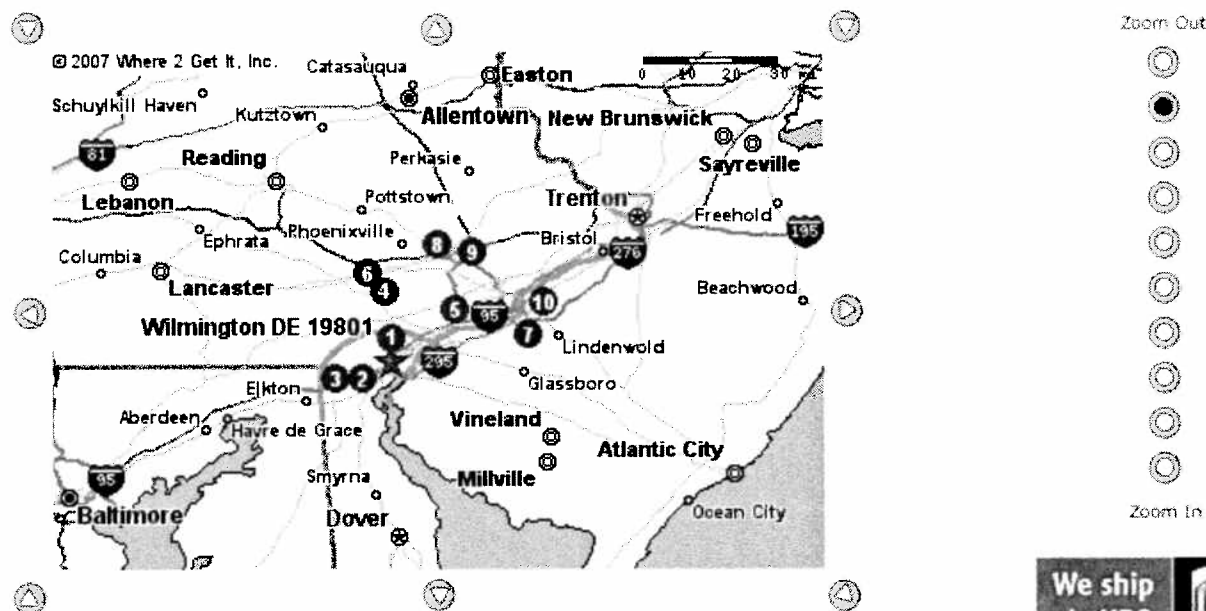 Zoom Out
© 2007 Where 2 Get It, Inc.
Catasauqua
Easton
0 10 20 30 mi.
Schuylkill Haven
Kutztown
Allentown
New Brunswick
81
Reading
Perkasie
Sayreville
Lebanon
Pottstown
Trenton
Freehold
195
Columbia
Ephrata
Phoenixville
8
9
Bristol
276
6
Lancaster
4
Beachwood
5
95
10
Wilmington DE 19801
1
7
Lindenwold
3
2
295
Glassboro
Elkton
Aberdeen
Havre de Grace
Vineland
Atlantic City
95
Smyrna
Millville
Baltimore
Dover
Ocean City
Zoom In
We ship